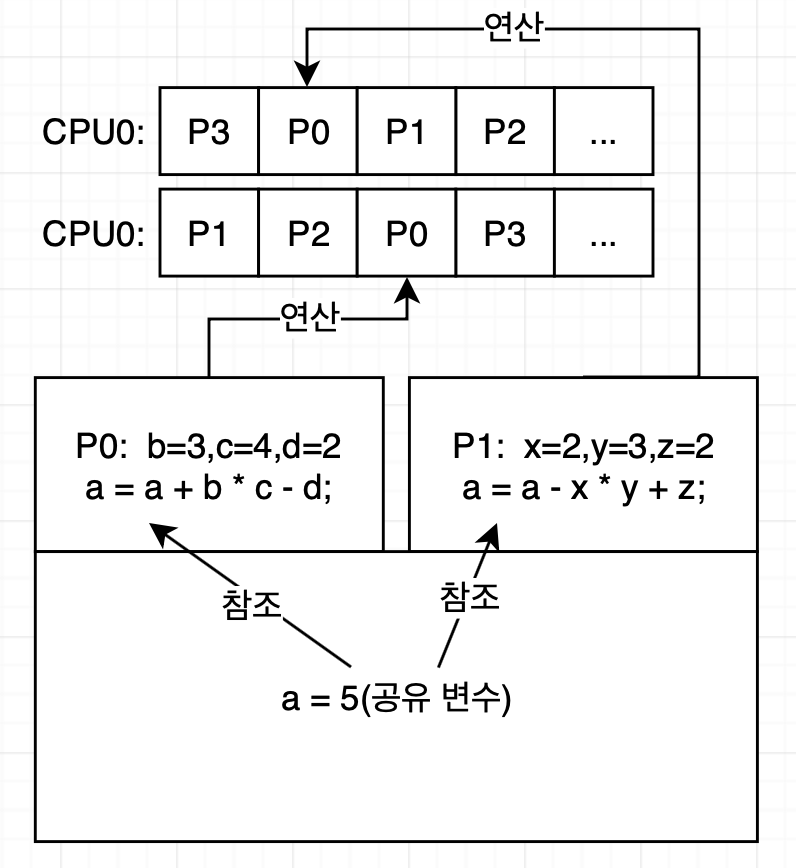 연산
CPU0: P3 P0 P1 P2 ...
CPU0: P1 P2 P0 P3 ...
연산
P0: b=3,c=4,d=2
a = a + b * c - d;
P1: x=2,y=3,z=2
a = a - x * y + z;
참조
참조
a = 5(공유 변수)